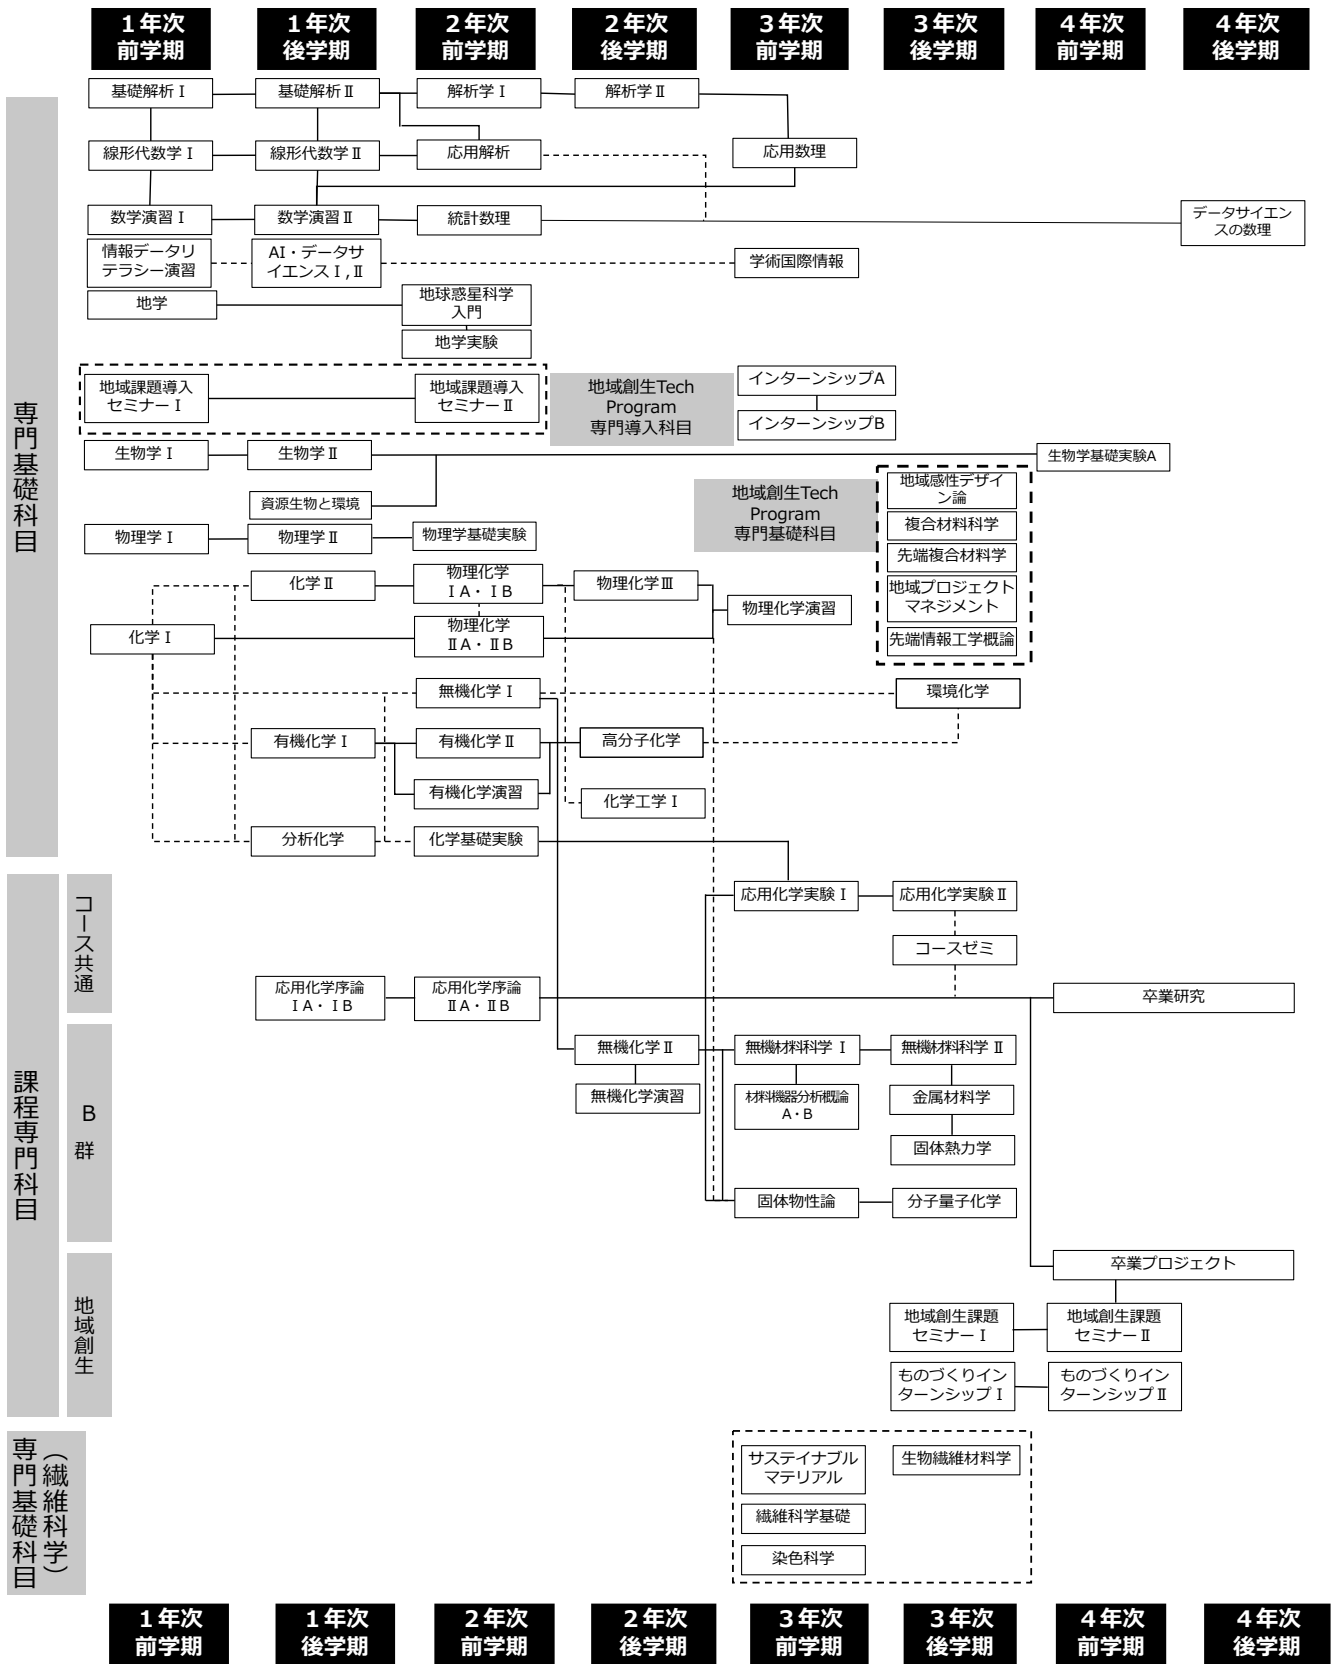 １年次
前学期
１年次
後学期
２年次
前学期
２年次
後学期
３年次
前学期
３年次
後学期
４年次
前学期
４年次
後学期
専門基礎科目
基礎解析Ⅰ
基礎解析Ⅱ
解析学Ⅰ
解析学Ⅱ
線形代数学Ⅰ
線形代数学Ⅱ
応用解析
応用数理
数学演習Ⅰ
数学演習Ⅱ
統計数理
データサイエン
スの数理
情報データリ
テラシー演習
AI・データサ
イエンスⅠ,Ⅱ
学術国際情報
地学
地球惑星科学
入門
地学実験
地域課題導入
セミナーⅠ
地域課題導入
セミナーⅡ
地域創生Tech
Program
専門導入科目
インターンシップA
インターンシップB
生物学Ⅰ
生物学Ⅱ
生物学基礎実験A
資源生物と環境
地域創生Tech
Program
専門基礎科目
地域感性デザイ
ン論
複合材料科学
先端複合材料学
地域プロジェクト
マネジメント
先端情報工学概論
物理学Ⅰ
物理学Ⅱ
物理学基礎実験
化学Ⅱ
物理化学
ⅠA・ⅠB
物理化学Ⅲ
物理化学演習
化学Ⅰ
物理化学
ⅡA・ⅡB
無機化学Ⅰ
環境化学
有機化学Ⅰ
有機化学Ⅱ
高分子化学
有機化学演習
化学工学Ⅰ
分析化学
化学基礎実験
課程専門科目
コース共通
応用化学実験Ⅰ
応用化学実験Ⅱ
コースゼミ
応用化学序論
ⅠA・ⅠB
応用化学序論
ⅡA・ⅡB
卒業研究
B
群
無機化学Ⅱ
無機材料科学Ⅰ
無機材料科学Ⅱ
無機化学演習
材料機器分析概論
A・B
金属材料学
固体熱力学
固体物性論
分子量子化学
地域創生
卒業プロジェクト
地域創生課題
セミナーⅠ
地域創生課題
セミナーⅡ
ものづくりイン
ターンシップⅠ
ものづくりイン
ターンシップⅡ
（繊維科学）
専門基礎科目
サステイナブル
マテリアル
生物繊維材料学
繊維科学基礎
染色科学
１年次
前学期
１年次
後学期
２年次
前学期
２年次
後学期
３年次
前学期
３年次
後学期
４年次
前学期
４年次
後学期